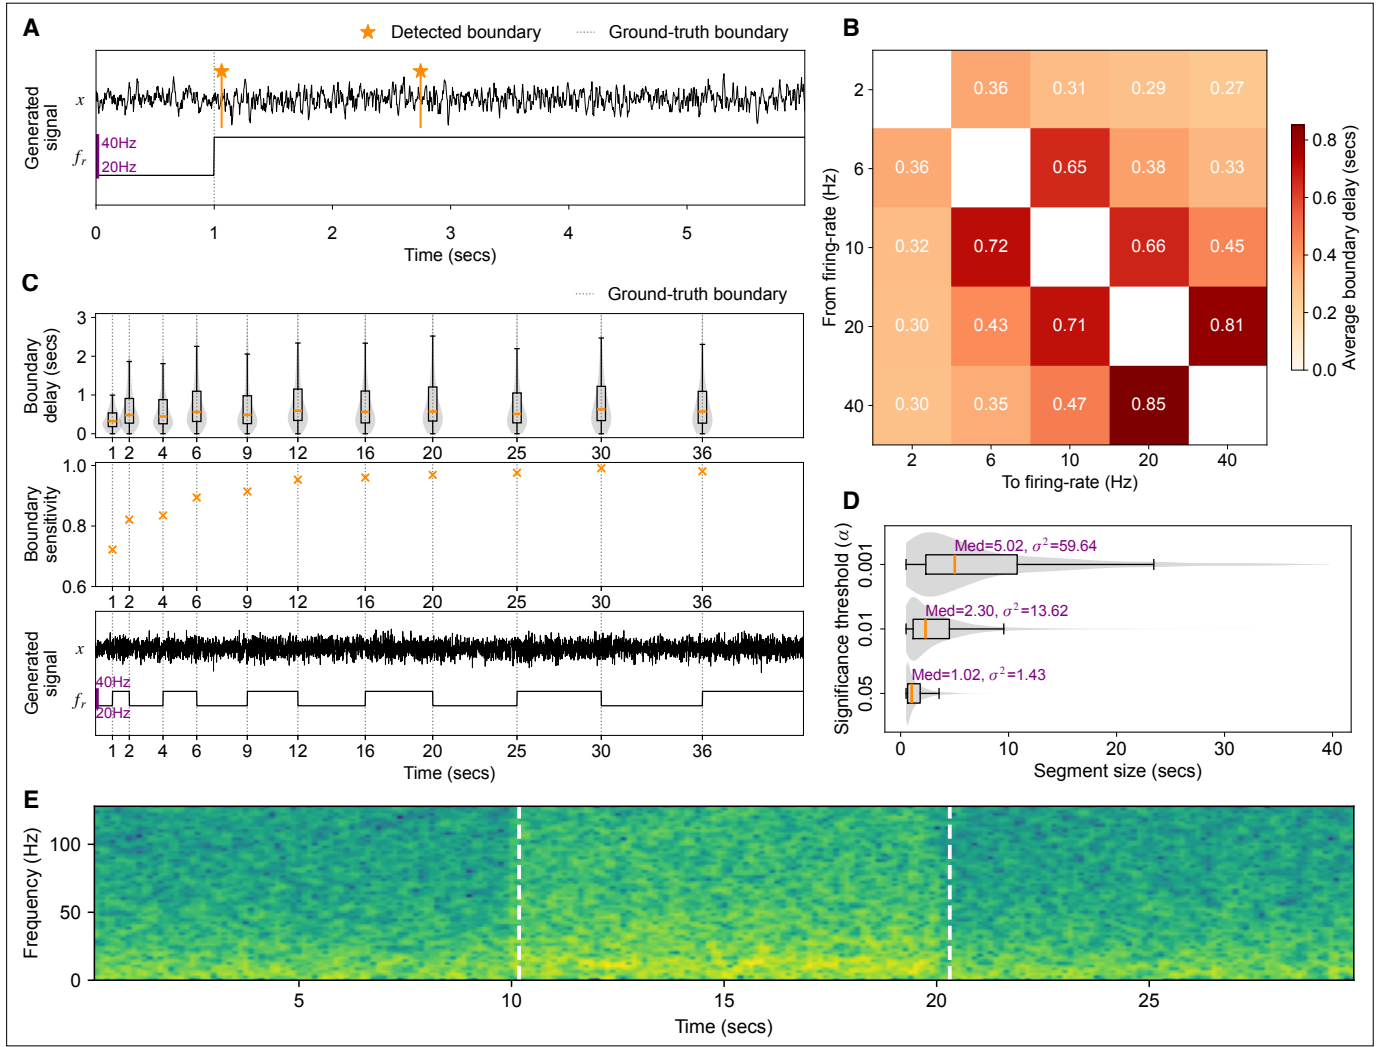 A
Detected boundary
Ground-truth boundary
Generated
signal
x
f_r
40Hz
20Hz
0 1 2 3 4 5
Time (secs)
B
From firing-rate (Hz)
2 0.36 0.31 0.29 0.27
6 0.36 0.65 0.38 0.33
10 0.32 0.72 0.66 0.45
20 0.30 0.43 0.71 0.81
40 0.30 0.35 0.47 0.85
2 6 10 20 40
To firing-rate (Hz)
0.8
0.6
0.4
0.2
0.0
Average boundary delay (secs)
C
Ground-truth boundary
Boundary
delay (secs)
3
2
1
0
1 2 4 6 9 12 16 20 25 30 36
Boundary
sensitivity
1.0
0.8
0.6
1 2 4 6 9 12 16 20 25 30 36
Generated
signal
x
f_r
40Hz
20Hz
1 2 4 6 9 12 16 20 25 30 36
Time (secs)
D
Significance threshold (α)
0.001
Med=5.02, σ²=59.64
0.01
Med=2.30, σ²=13.62
0.05
Med=1.02, σ²=1.43
0 10 20 30 40
Segment size (secs)
E
Frequency (Hz)
100
50
0
5 10 15 20 25
Time (secs)